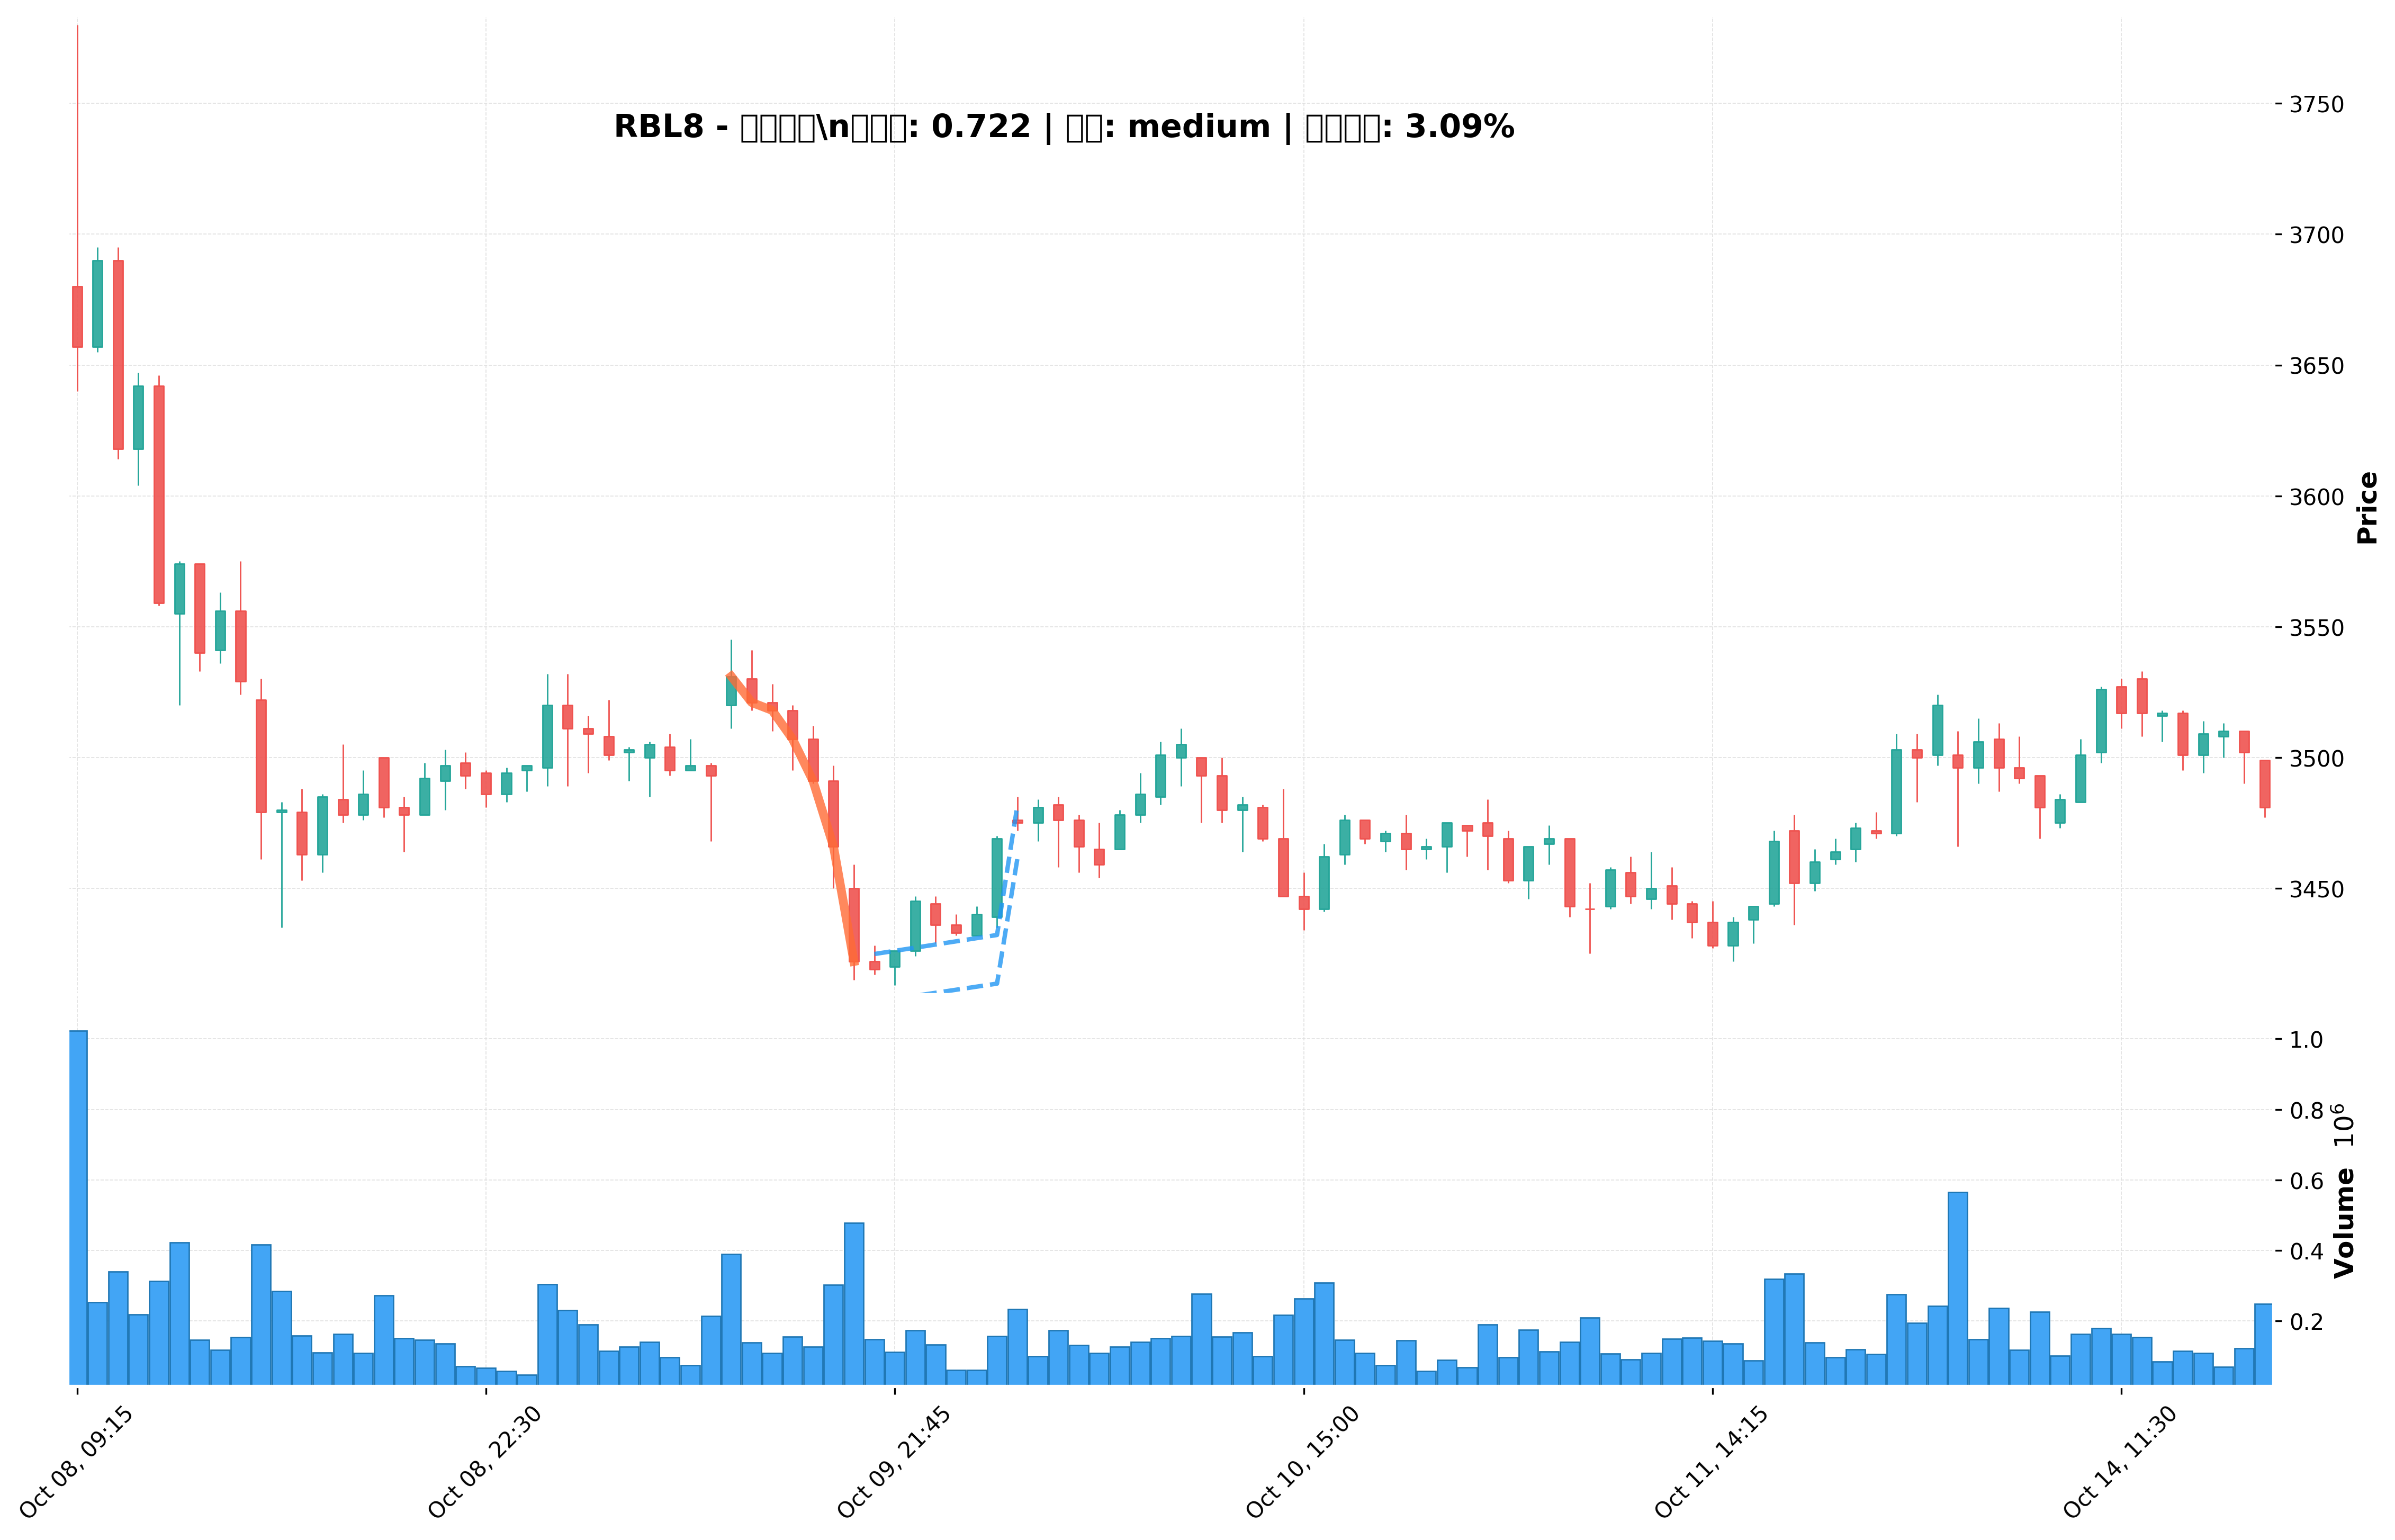 RBL8 - □□□□\n□□□: 0.722 | □□: medium | □□□□: 3.09%
3750
3700
3650
3600
3550
3500
3450
Price
1.0
0.8
0.6
0.4
0.2
Volume 10⁶
Oct 08, 09:15
Oct 08, 22:30
Oct 09, 21:45
Oct 10, 15:00
Oct 11, 14:15
Oct 14, 11:30